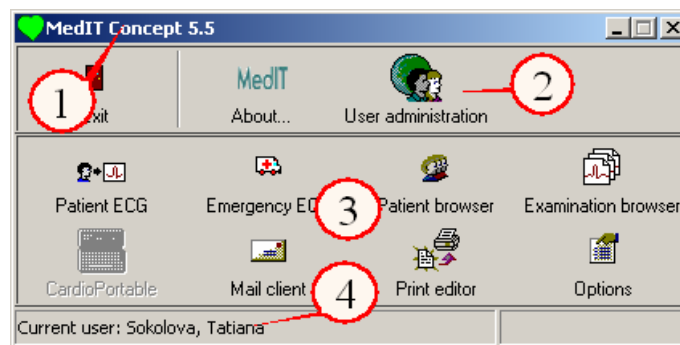 MedIT Concept 5.5
1
2
xit
MedIT
About...
User administration
Patient ECG
Emergency EC
3
Patient browser
Examination browser
CardioPortable
Mail client
4
Print editor
Options
Current user: Sokolova, Tatiana